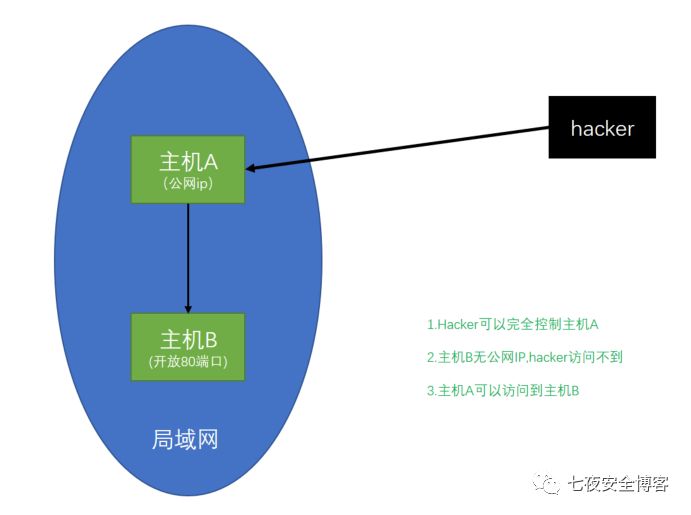 主机A
（公网ip）
hacker
主机B
(开放80端口)
局域网
1.Hacker可以完全控制主机A
2.主机B无公网IP,hacker访问不到
3.主机A可以访问到主机B
七夜安全博客